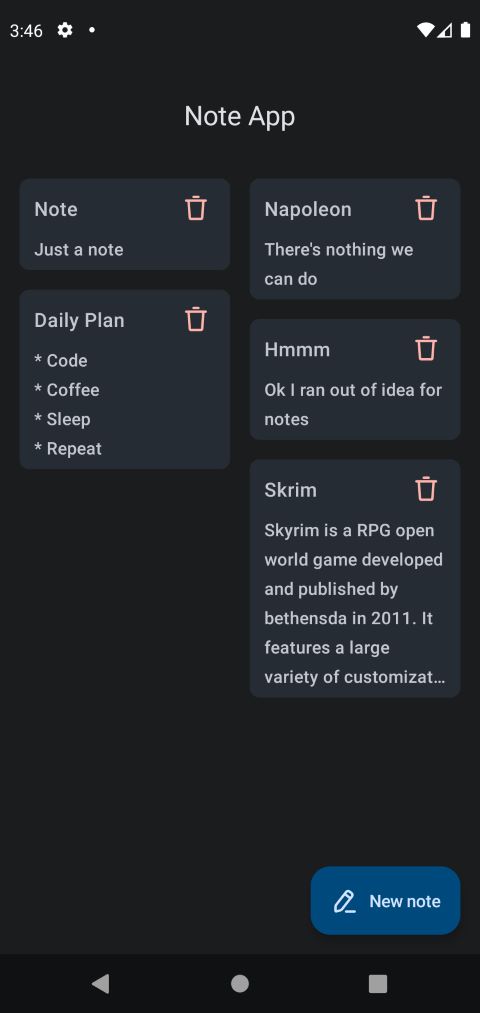 3:46
Note App
Note
Just a note
Daily Plan
* Code
* Coffee
* Sleep
* Repeat
Napoleon
There's nothing we
can do
Hmmm
Ok I ran out of idea for
notes
Skrim
Skyrim is a RPG open
world game developed
and published by
bethensda in 2011. It
features a large
variety of customizat...
New note